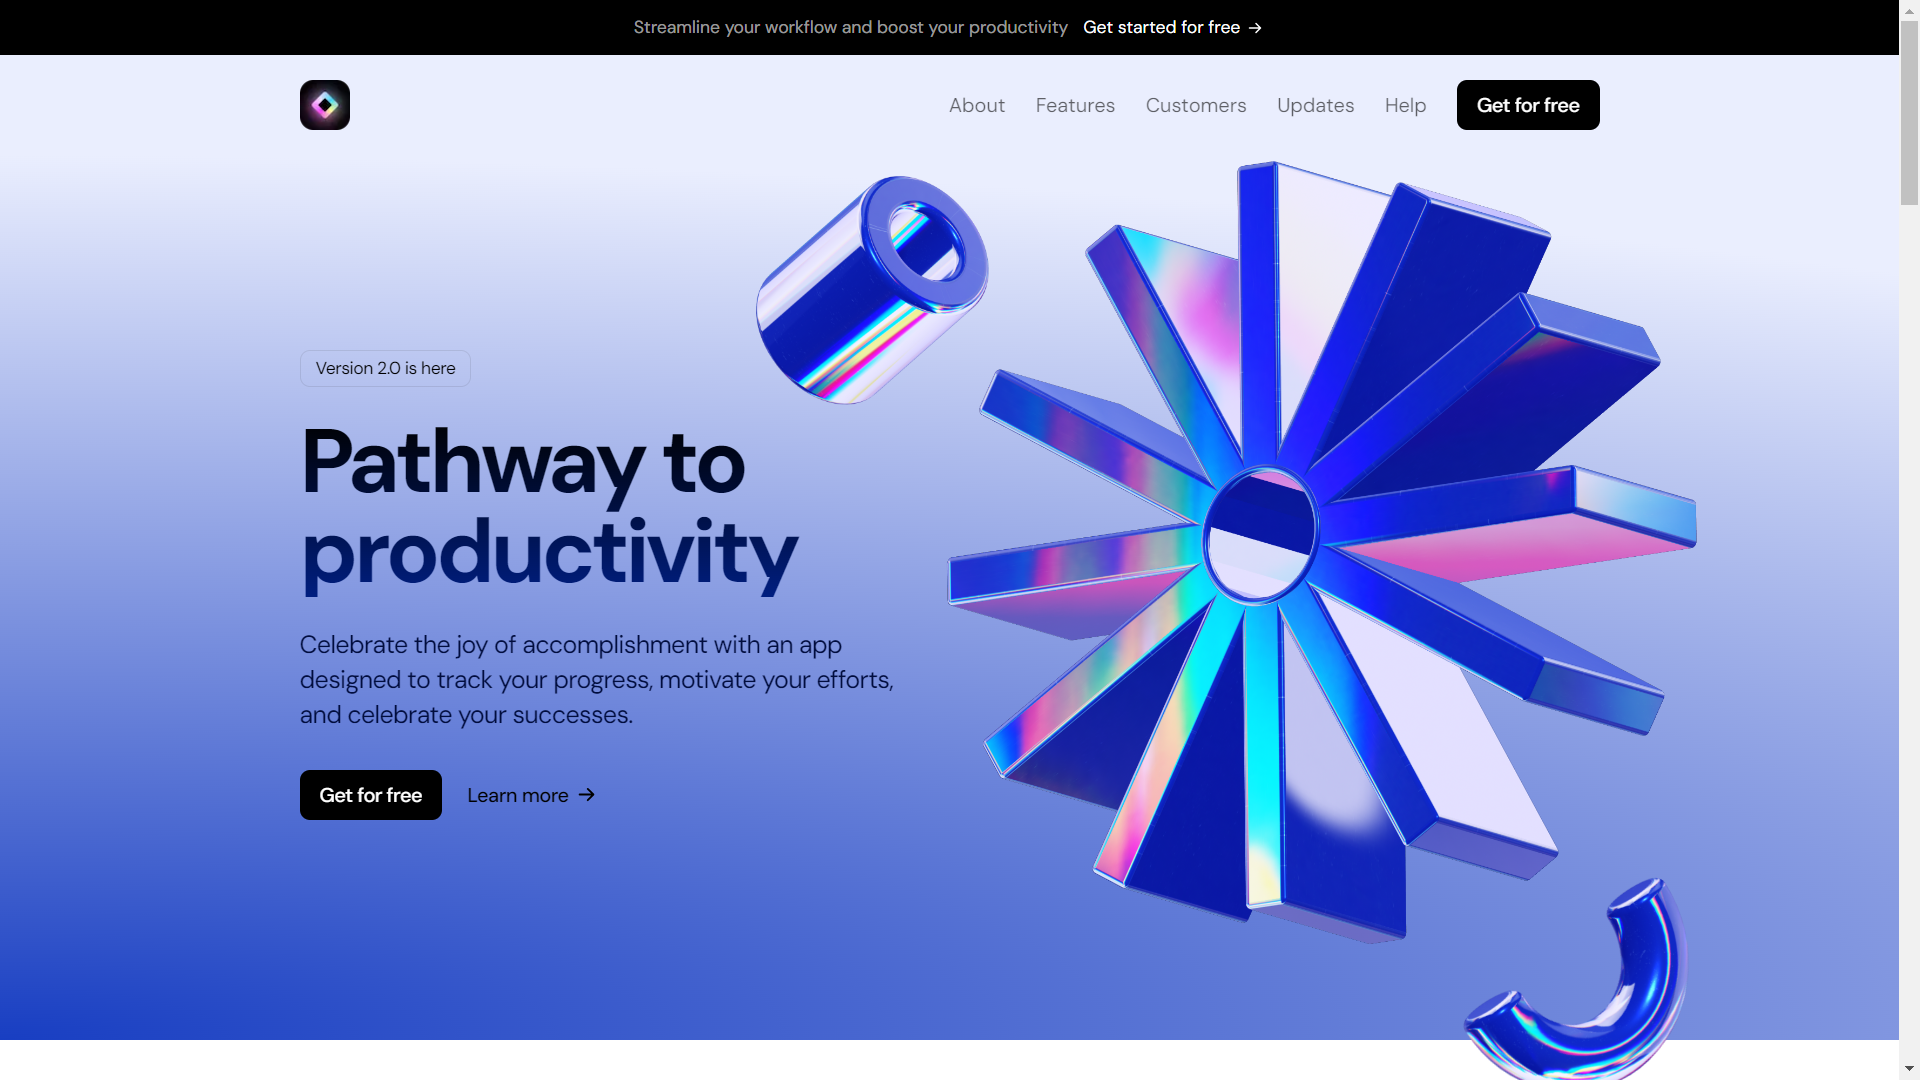 Streamline your workflow and boost your productivity Get started for free →
About Features Customers Updates Help Get for free
Version 2.0 is here
Pathway to
productivity
Celebrate the joy of accomplishment with an app
designed to track your progress, motivate your efforts,
and celebrate your successes.
Get for free Learn more →